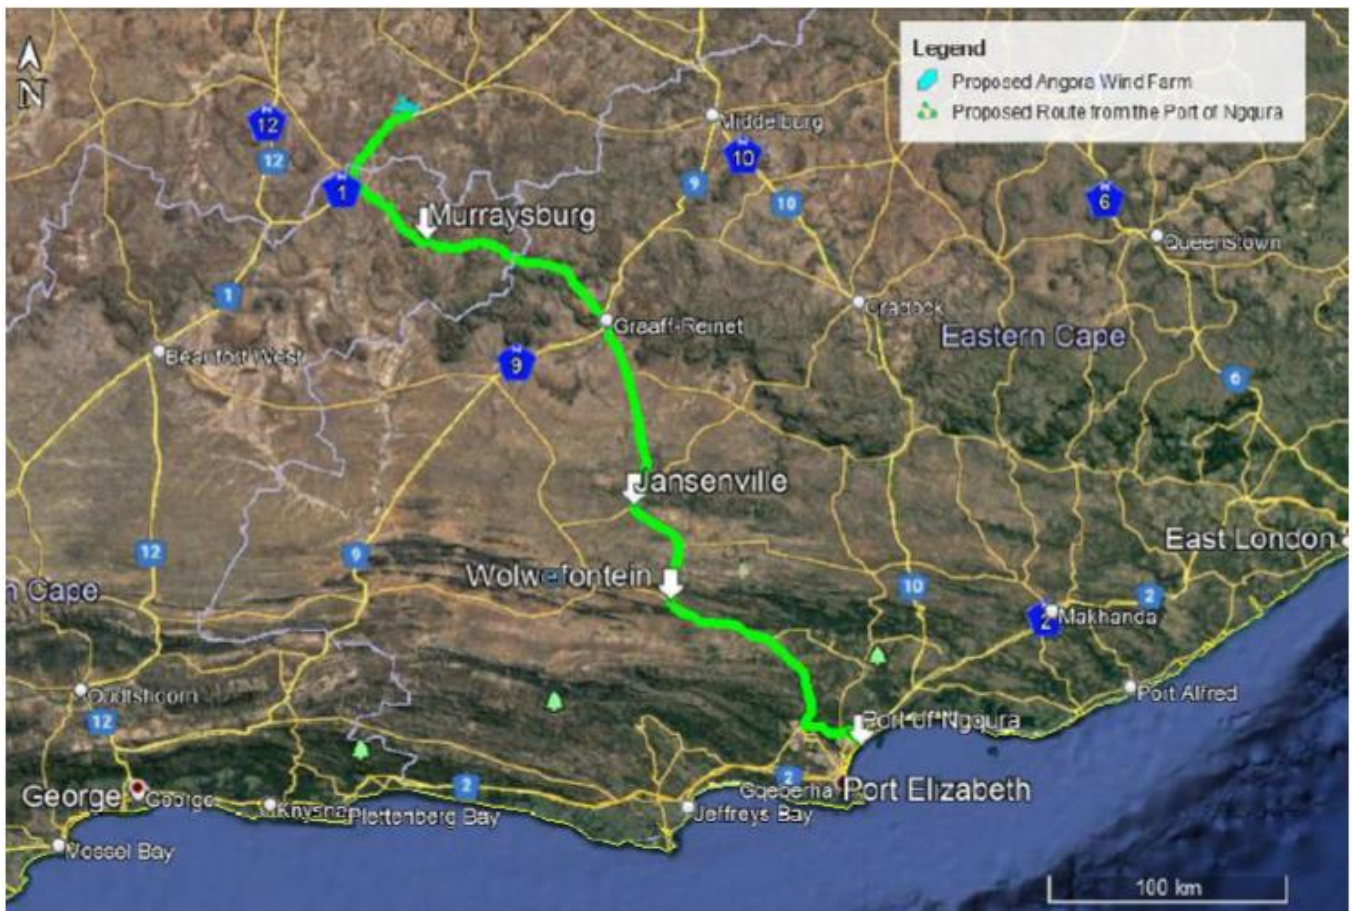 Legend
Proposed Angora Wind Farm
Proposed Route from the Port of Ngqura
N
12
12
N
1
Murraysburg
Middelburg
N
10
9
10
N
6
Queenstown
1
Graaff-Reinet
Cradock
Eastern Cape
Beaufort West
N
9
6
Jansenville
12
9
Wolwefontein
East London
n Cape
10
2
2
Makhanda
Oudtshoorn
12
Port Alfred
Port of Ngqura
2
2
Gqeberha
Port Elizabeth
George
George
Knysna
Plettenberg Bay
Jeffreys Bay
Mossel Bay
100 km